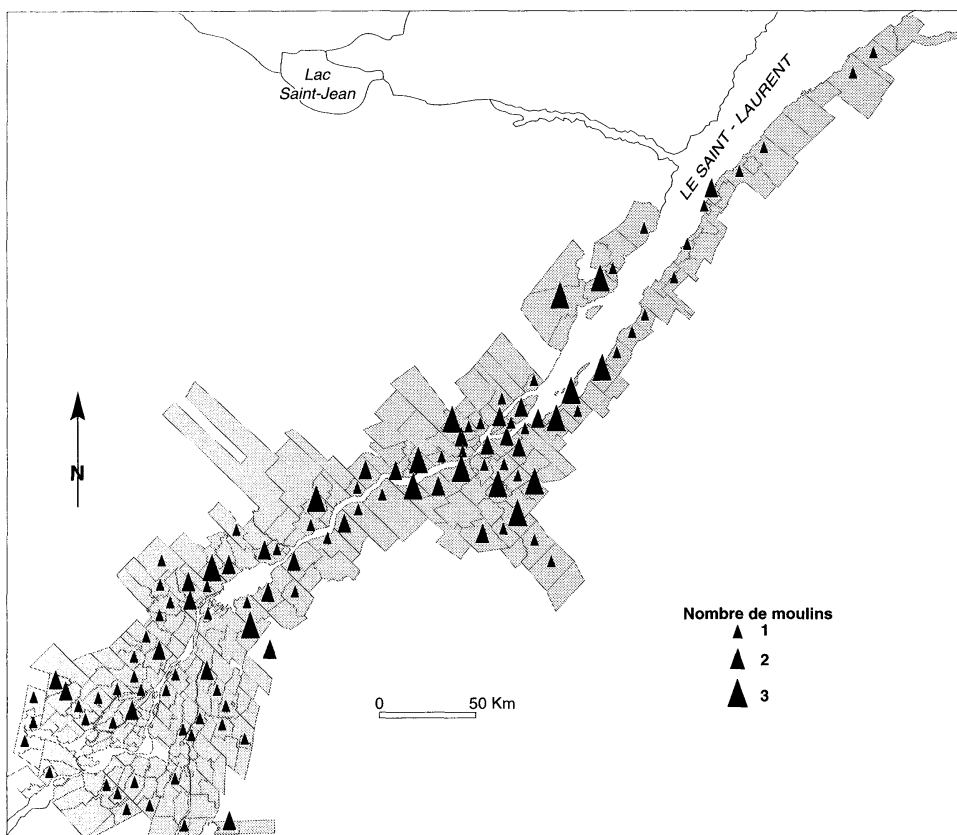 Lac
Saint-Jean
LE SAINT - LAURENT
N
Nombre de moulins
1
2
3
0 50 Km